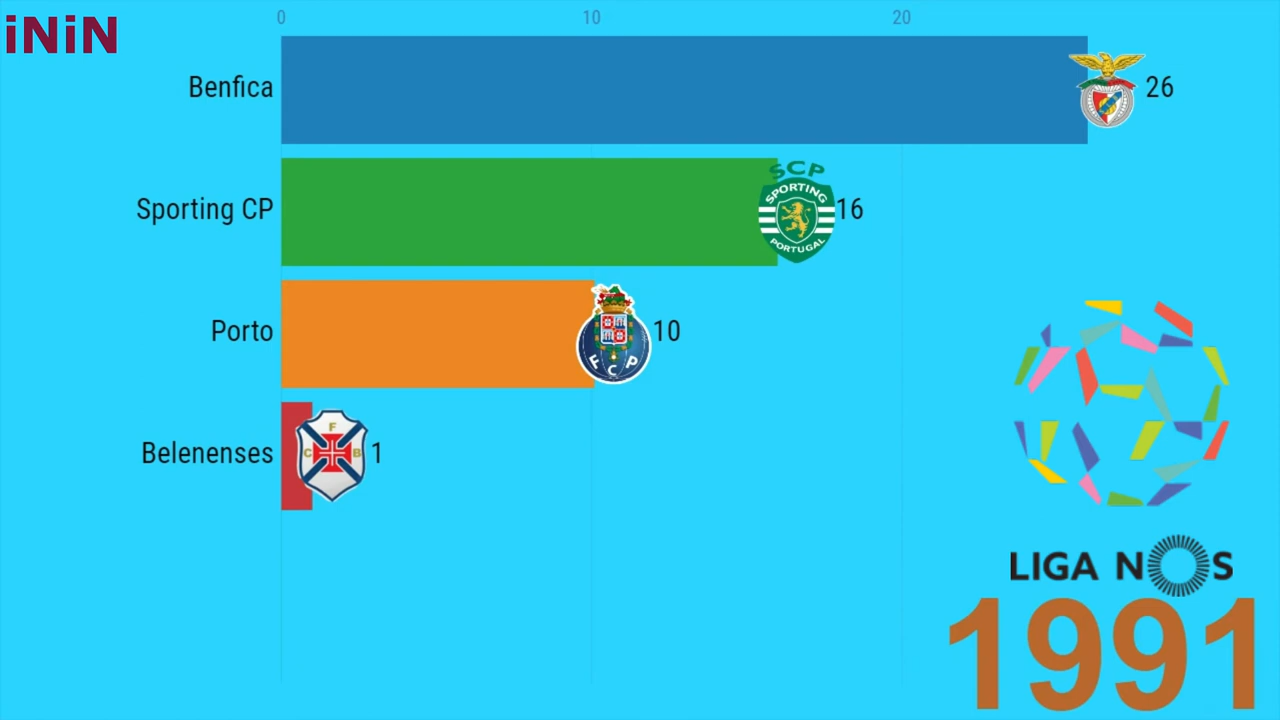 iNiN
0 10 20
Benfica 26
SCP
Sporting CP 16
SPORTING
PORTUGAL
Porto 10
FCP
Belenenses 1
F
C B
LIGA NOS
1991